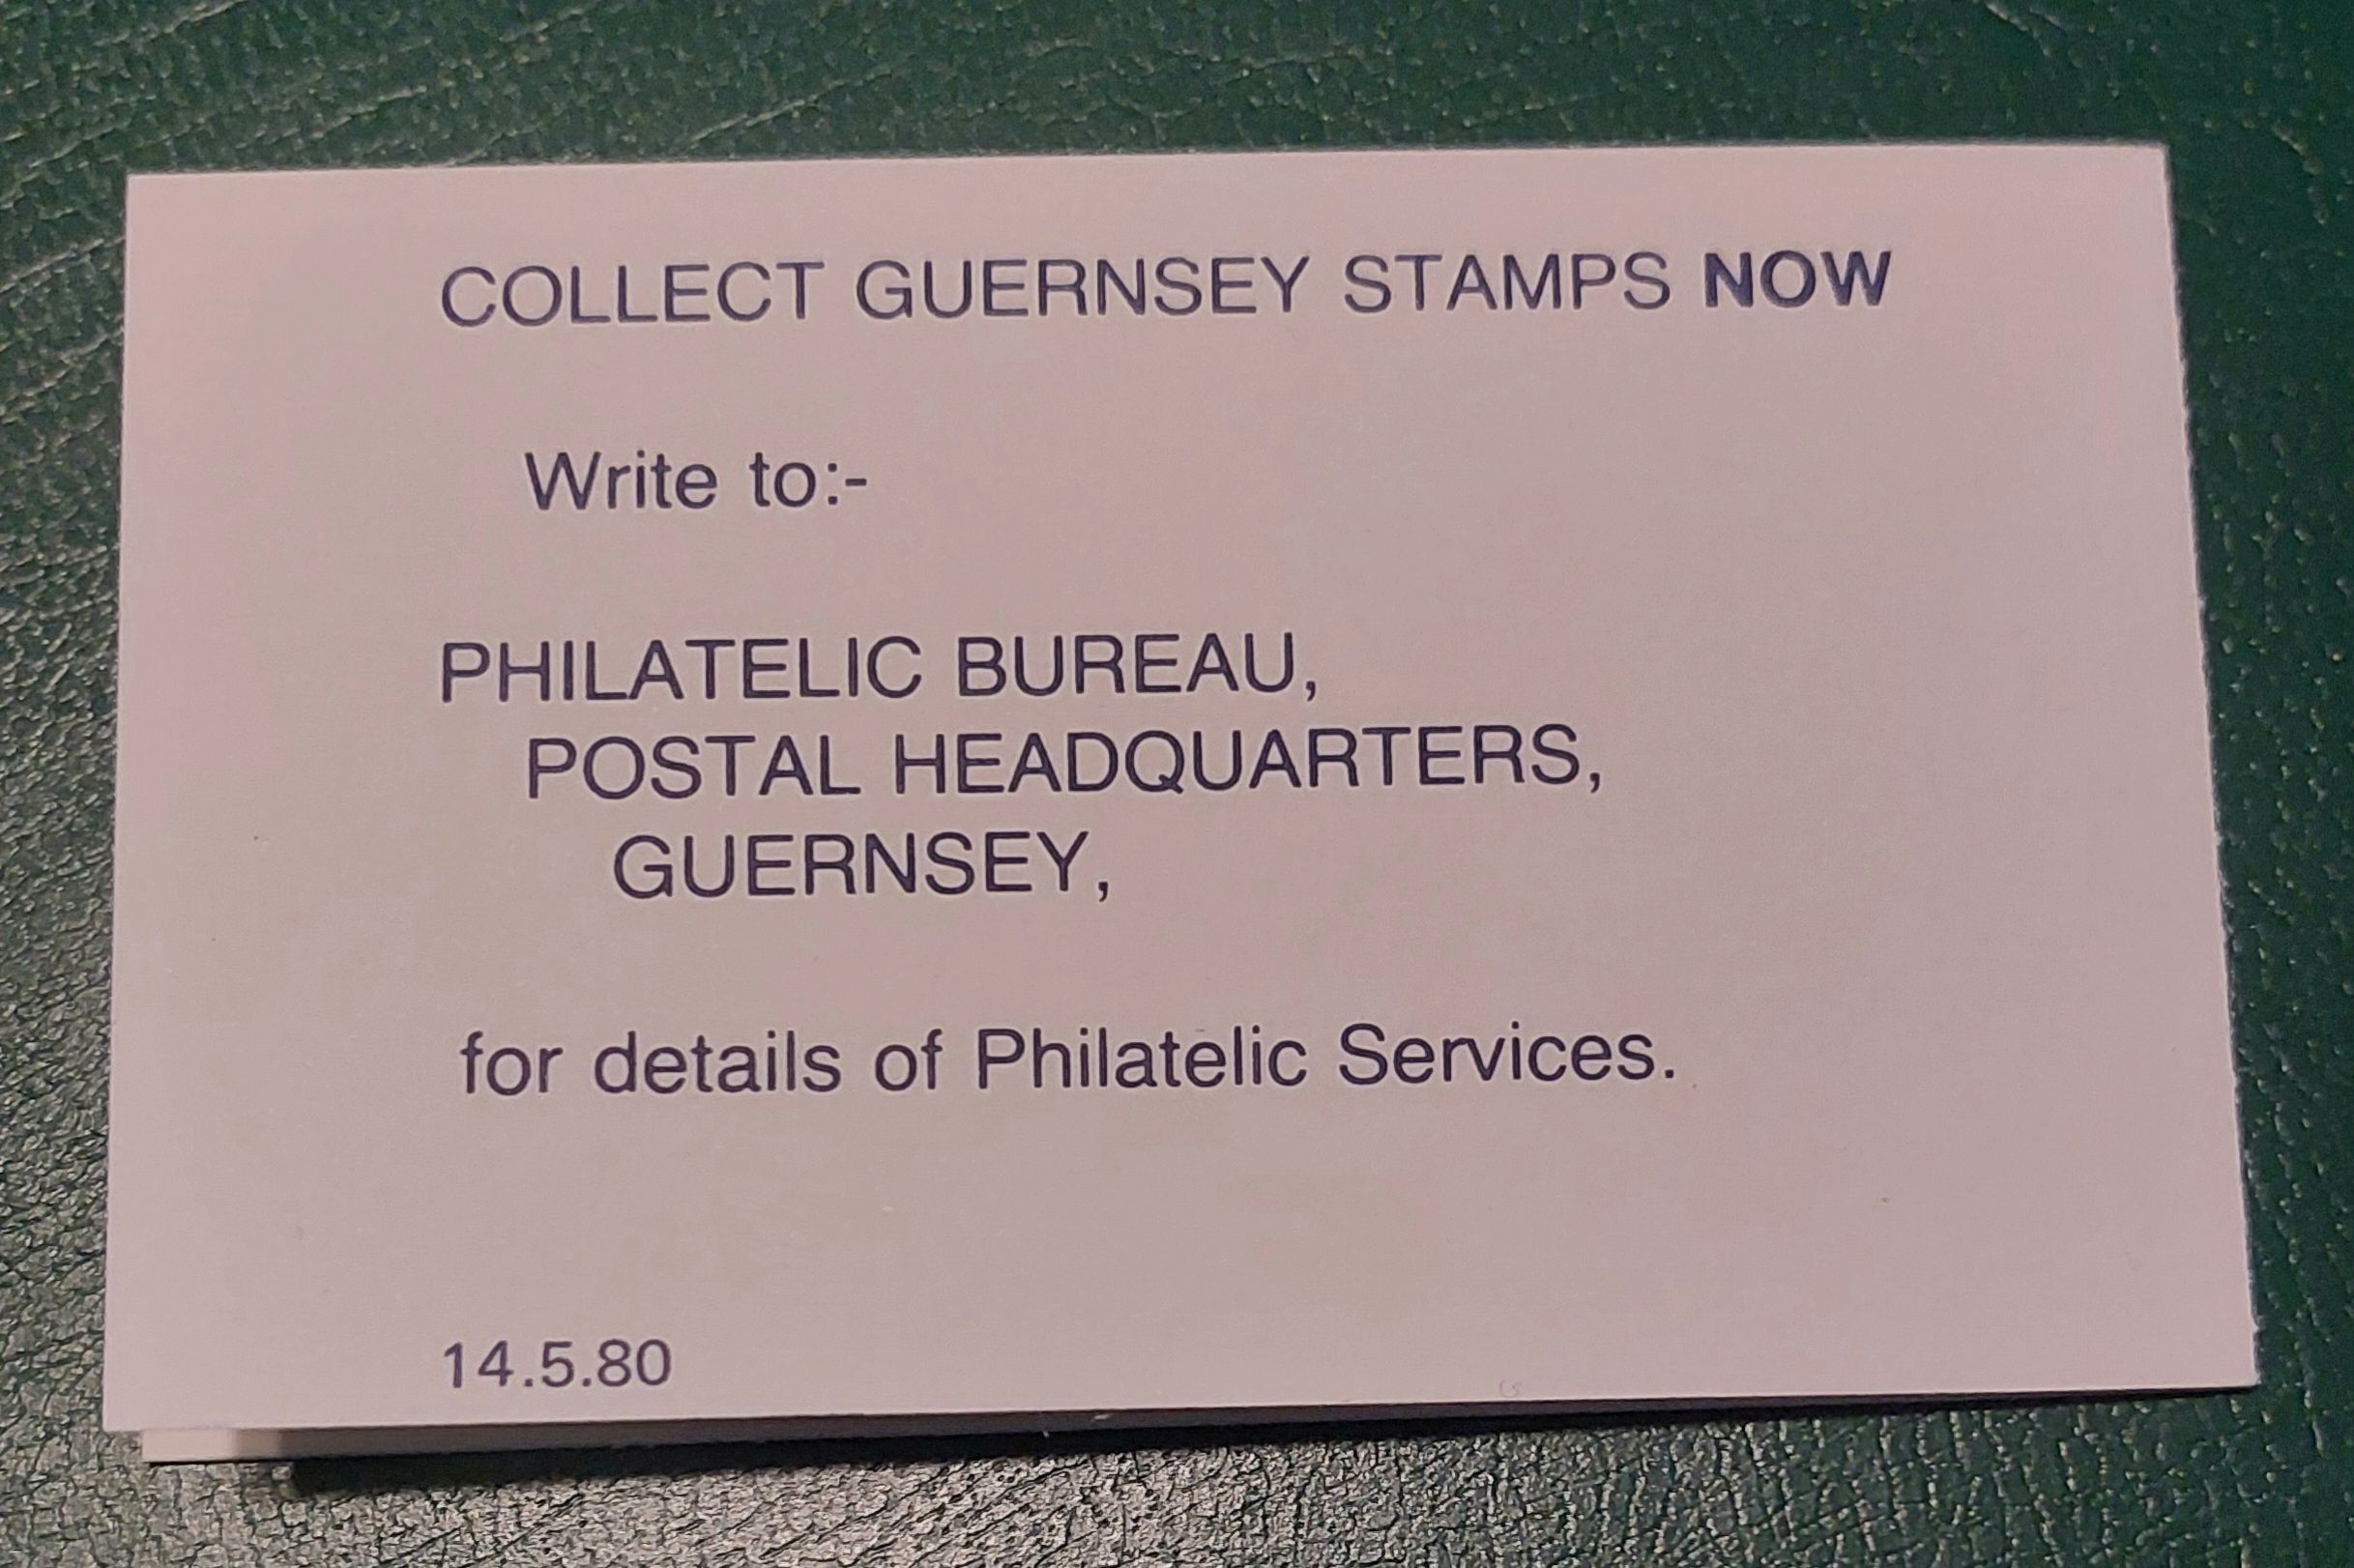 COLLECT GUERNSEY STAMPS NOW
Write to:-
PHILATELIC BUREAU,
POSTAL HEADQUARTERS,
GUERNSEY,
for details of Philatelic Services.
14.5.80